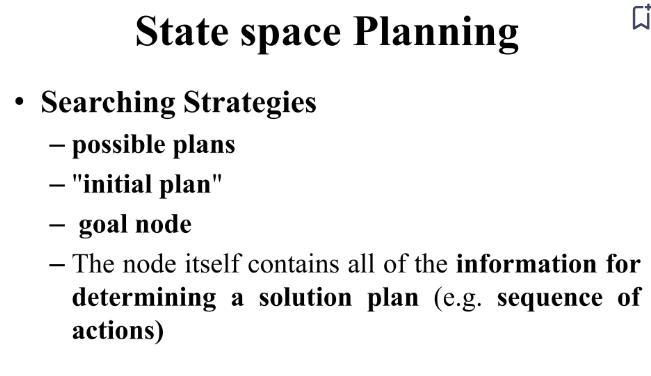 State space Planning
• Searching Strategies
– possible plans
– "initial plan"
– goal node
– The node itself contains all of the information for
determining a solution plan (e.g. sequence of
actions)